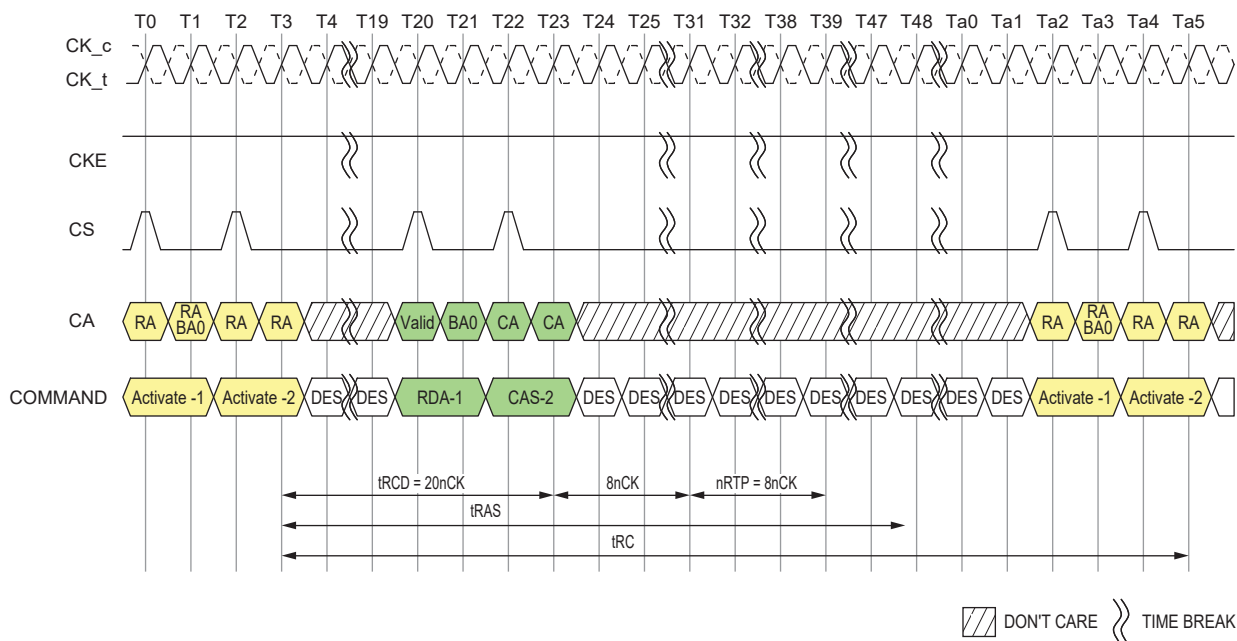 T0 T1 T2 T3 T4 T19 T20 T21 T22 T23 T24 T25 T31 T32 T38 T39 T47 T48 Ta0 Ta1 Ta2 Ta3 Ta4 Ta5
CK_c
CK_t
CKE
CS
CA RA RA BA0 RA RA Valid BA0 CA CA RA RA BA0 RA RA
COMMAND Activate -1 Activate -2 DES DES RDA-1 CAS-2 DES DES DES DES DES DES DES DES DES DES Activate -1 Activate -2
tRCD = 20nCK 8nCK nRTP = 8nCK
tRAS
tRC
DON'T CARE TIME BREAK